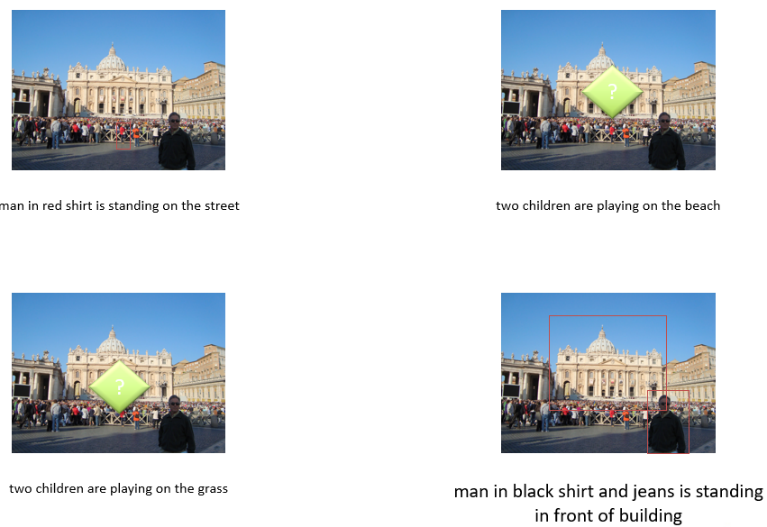 man in red shirt is standing on the street
?
two children are playing on the beach
?
two children are playing on the grass
man in black shirt and jeans is standing
in front of building